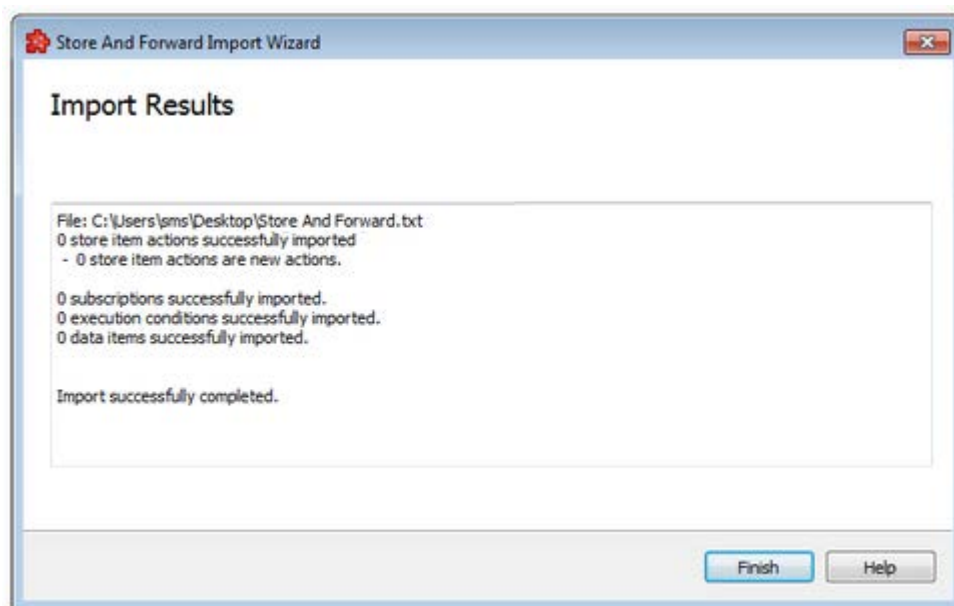 Store And Forward Import Wizard
Import Results
File: C:\Users\sms\Desktop\Store And Forward.txt
0 store item actions successfully imported
- 0 store item actions are new actions.
0 subscriptions successfully imported.
0 execution conditions successfully imported.
0 data items successfully imported.
Import successfully completed.
Finish
Help